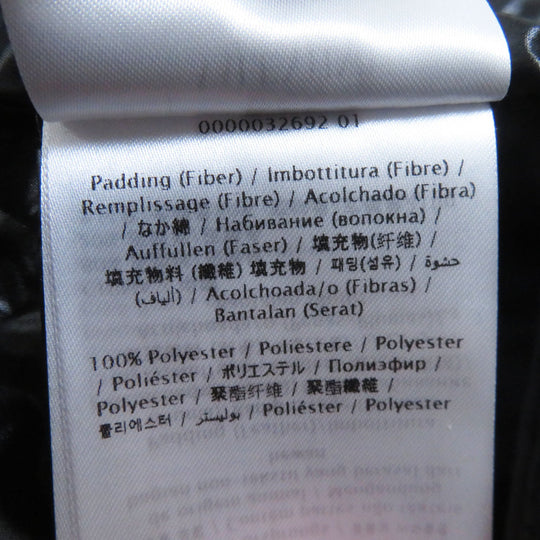 0000032692 01
Padding (Fiber) / Imbottitura (Fibre) /
Remplissage (Fibre) / Acolchado (Fibra)
/ なか綿 / Набивание (волокна) /
Auffullen (Faser) / 填充物(纤维) /
填充物料 (纖維) 填充物 / 패딩(섬유) / حشوة
(ألياف) / Acolchoada/o (Fibras) /
Bantalan (Serat)
100% Polyester / Poliestere / Polyester
/ Poliéster / ポリエステル / Полиэфир /
Polyester / 聚酯纤维 / 聚酯纖維 /
폴리에스터 / بوليستر / Poliéster / Polyester